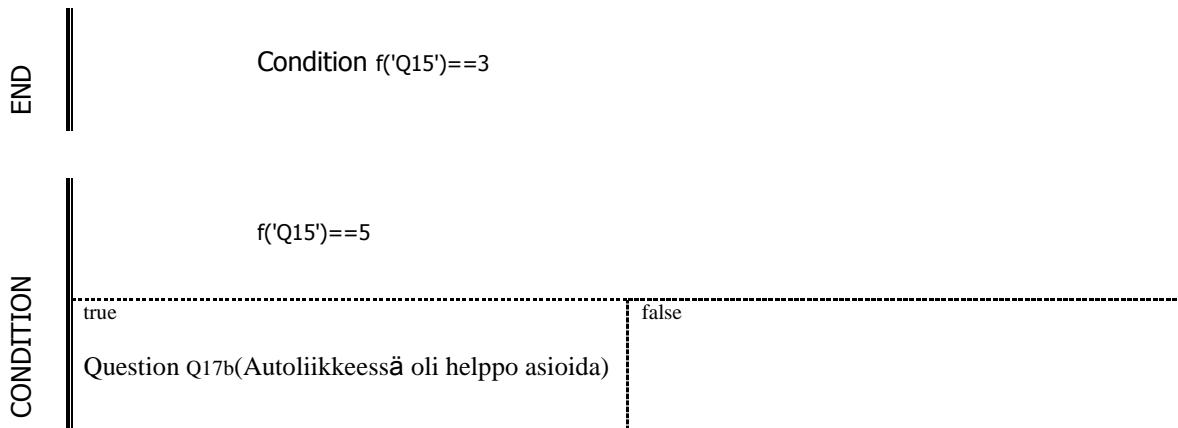 END
Condition f('Q15')==3
CONDITION
f('Q15')==5
true
false
Question Q17b(Autoliikkeessä oli helppo asioida)